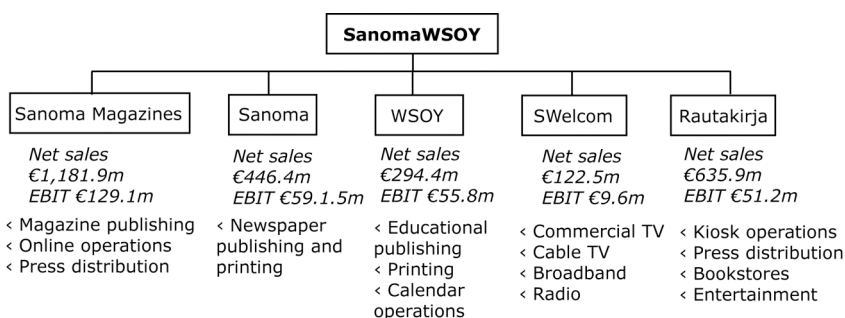 SanomaWSOY
Sanoma Magazines
Net sales
€1,181.9m
EBIT €129.1m
‹ Magazine publishing
‹ Online operations
‹ Press distribution
Sanoma
Net sales
€446.4m
EBIT €59.1.5m
‹ Newspaper
publishing and
printing
WSOY
Net sales
€294.4m
EBIT €55.8m
‹ Educational
publishing
‹ Printing
‹ Calendar
operations
SWelcom
Net sales
€122.5m
EBIT €9.6m
‹ Commercial TV
‹ Cable TV
‹ Broadband
‹ Radio
Rautakirja
Net sales
€635.9m
EBIT €51.2m
‹ Kiosk operations
‹ Press distribution
‹ Bookstores
‹ Entertainment